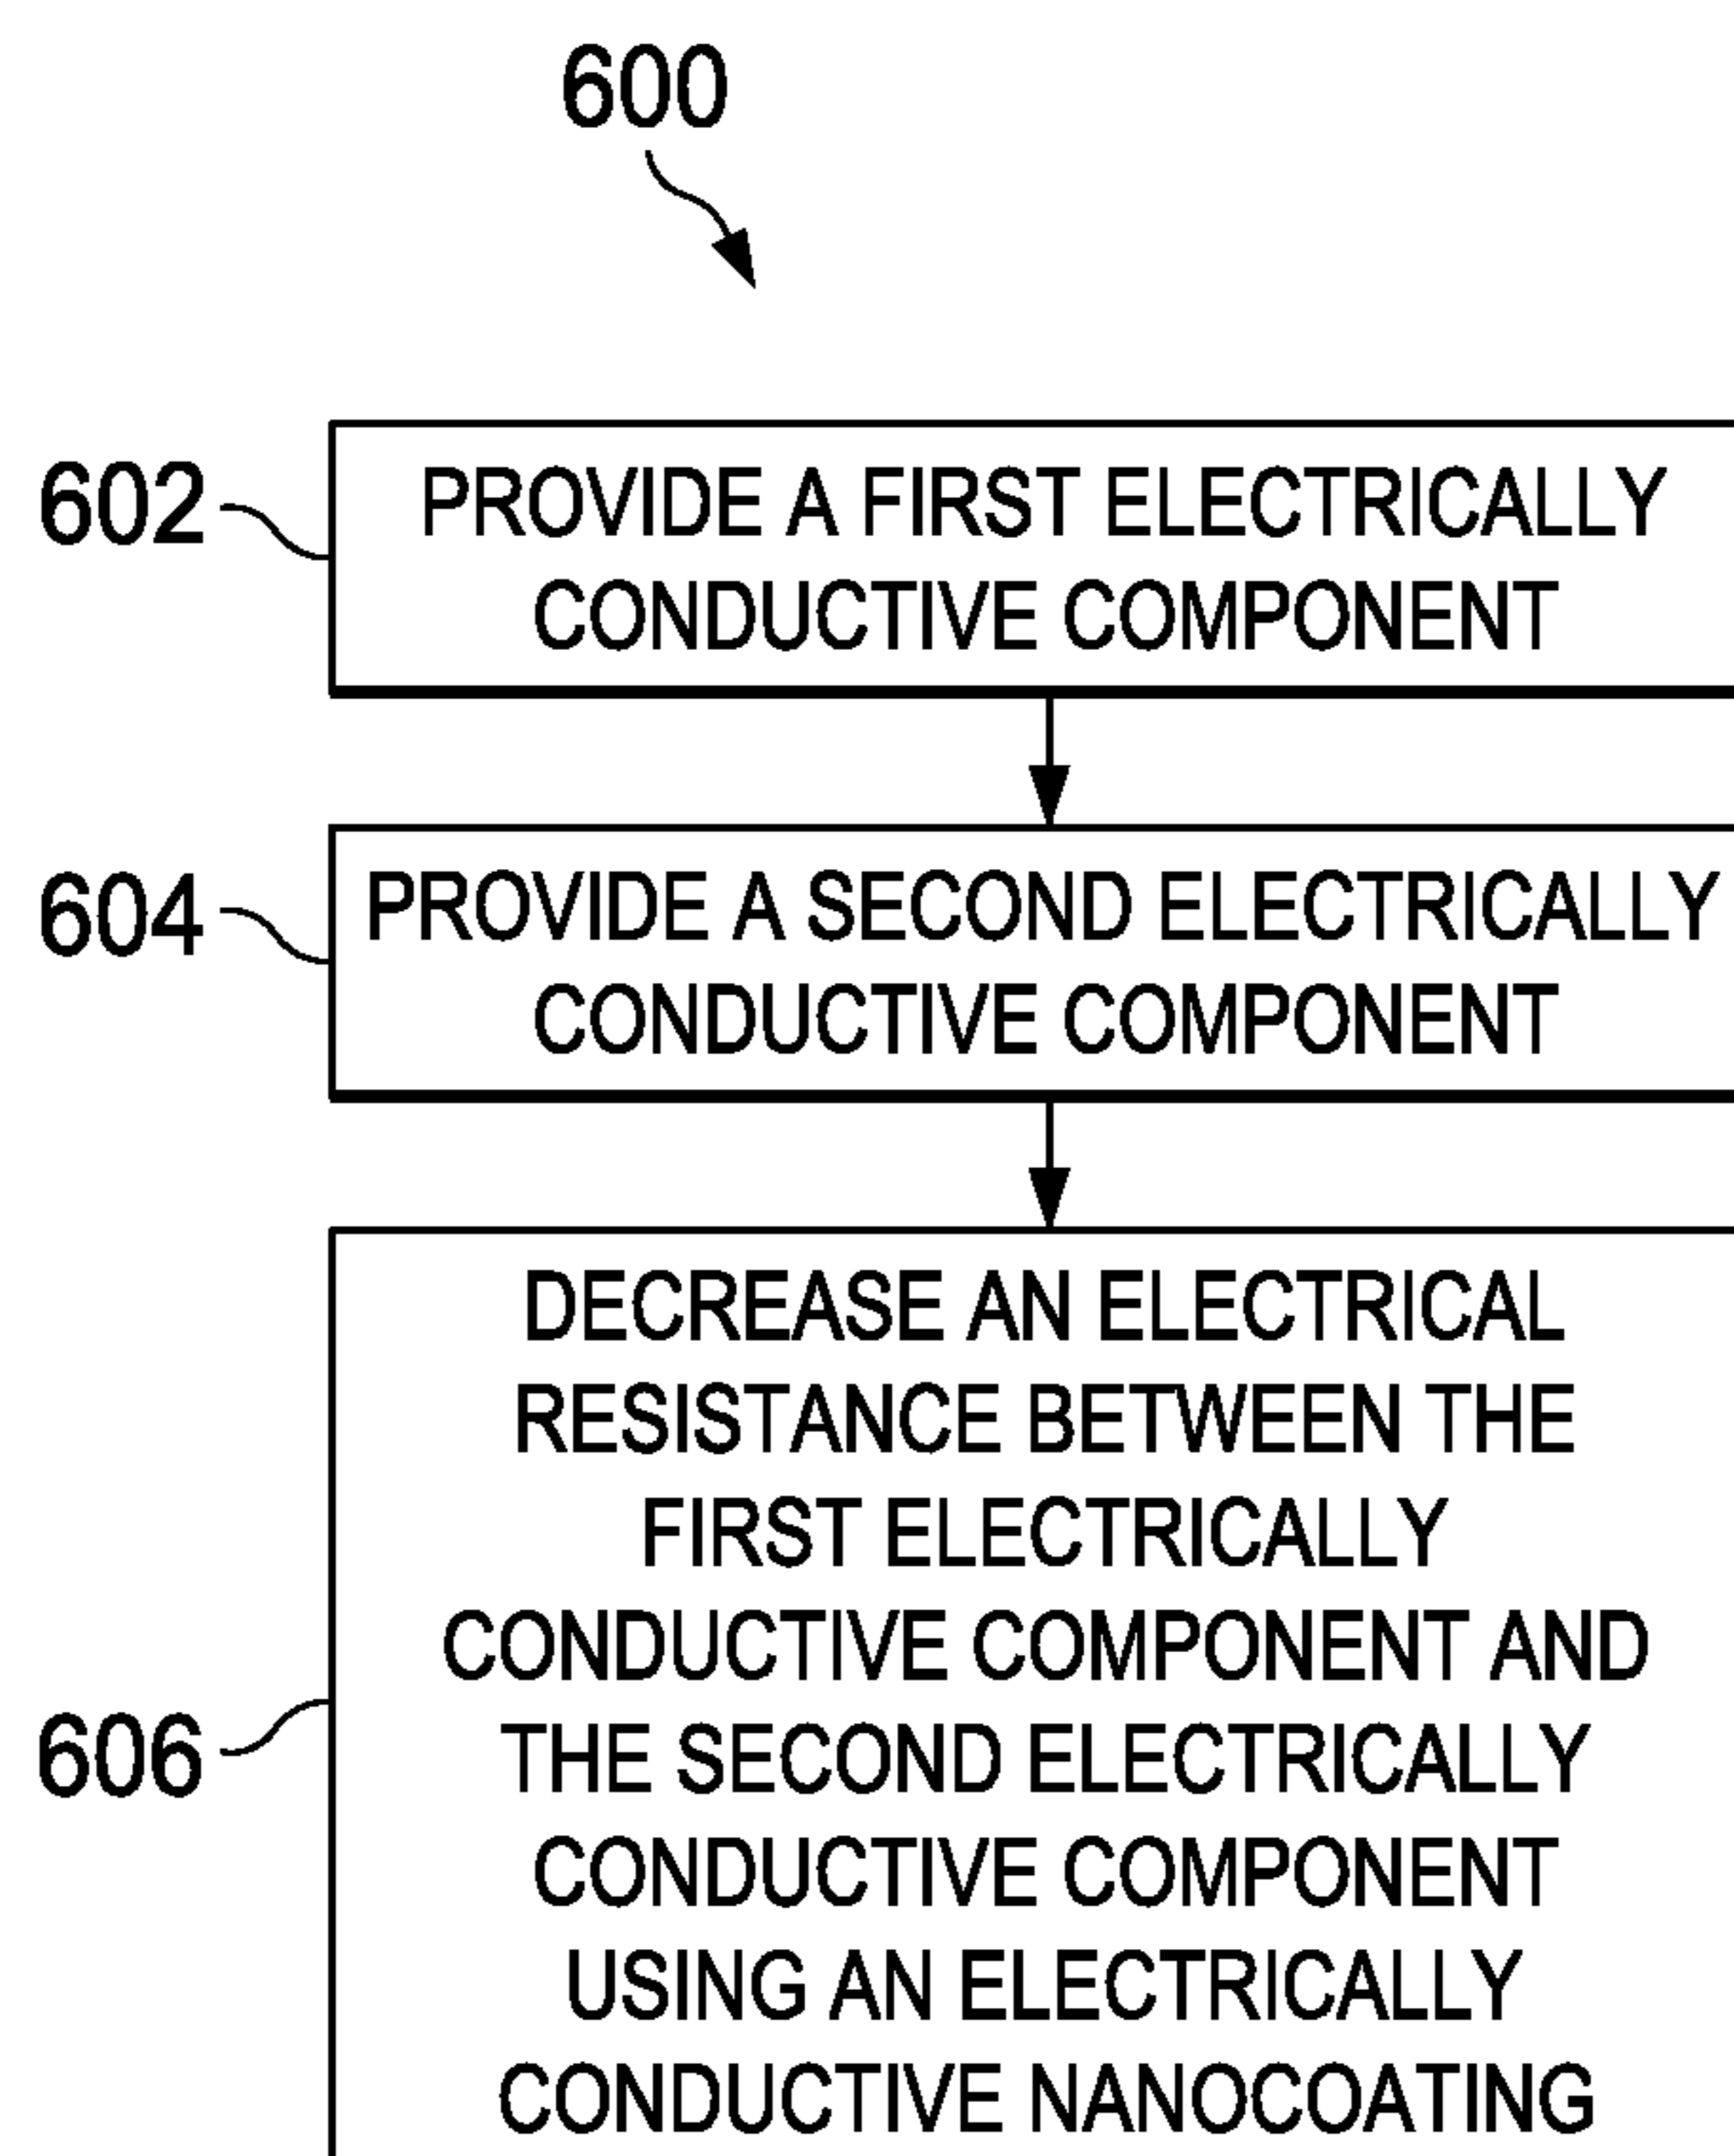 600
602
PROVIDE A FIRST ELECTRICALLY
CONDUCTIVE COMPONENT
604
PROVIDE A SECOND ELECTRICALLY
CONDUCTIVE COMPONENT
606
DECREASE AN ELECTRICAL
RESISTANCE BETWEEN THE
FIRST ELECTRICALLY
CONDUCTIVE COMPONENT AND
THE SECOND ELECTRICALLY
CONDUCTIVE COMPONENT
USING AN ELECTRICALLY
CONDUCTIVE NANOCOATING